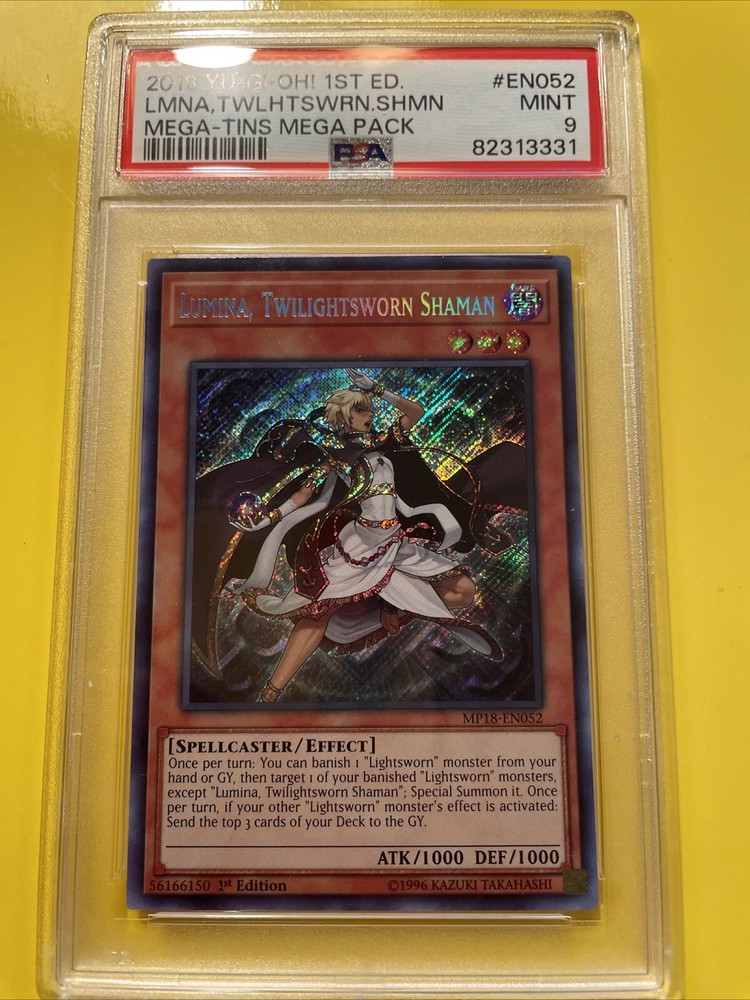 2018 YU-GI-OH! 1ST ED. #EN052
LMNA,TWLHTSWRN.SHMN MINT
MEGA-TINS MEGA PACK 9
PSA 82313331
LUMINA, TWILIGHTSWORN SHAMAN
MP18-EN052
[SPELLCASTER/EFFECT]
Once per turn: You can banish 1 "Lightsworn" monster from your
hand or GY, then target 1 of your banished "Lightsworn" monsters,
except "Lumina, Twilightsworn Shaman"; Special Summon it. Once
per turn, if your other "Lightsworn" monster's effect is activated:
Send the top 3 cards of your Deck to the GY.
ATK/1000 DEF/1000
56166150 1st Edition ©1996 KAZUKI TAKAHASHI